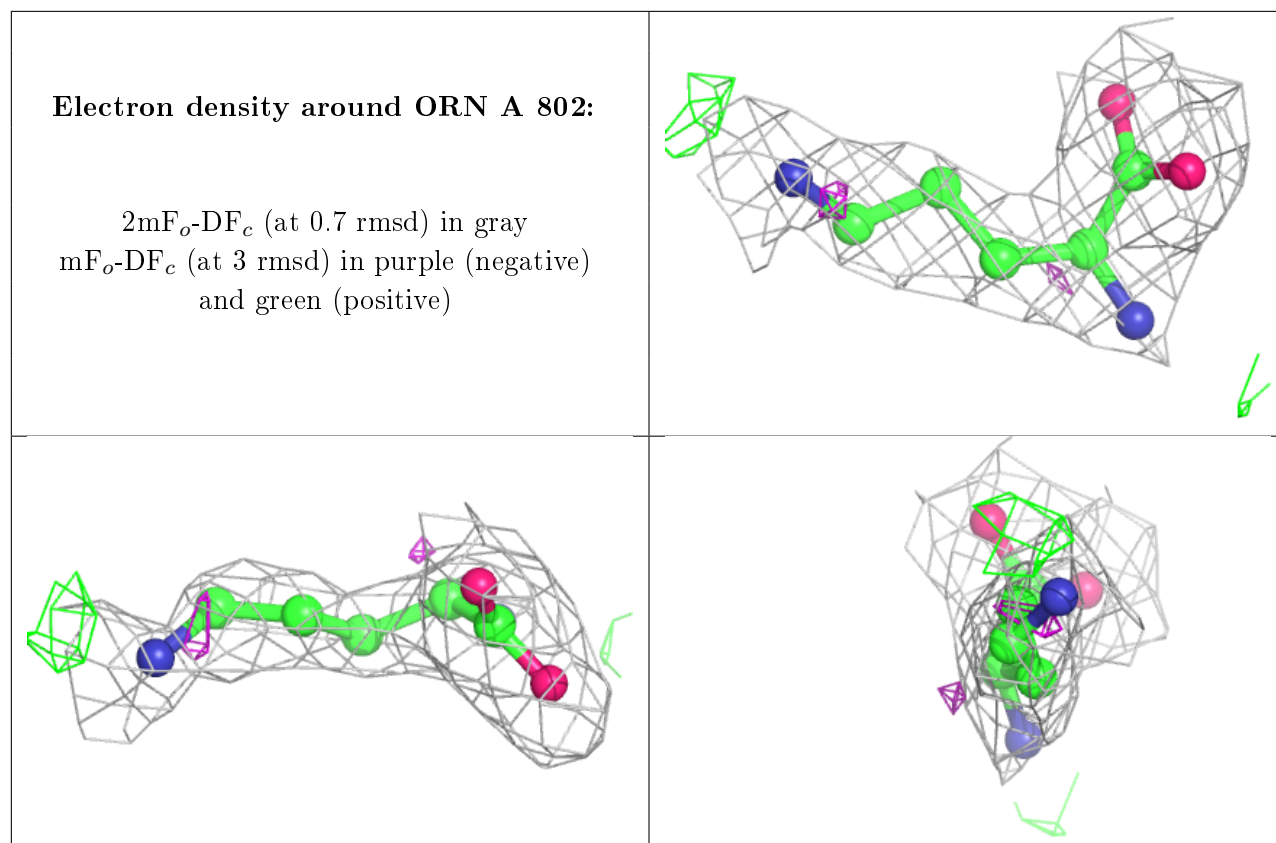 Electron density around ORN A 802:
2mFo-DFc (at 0.7 rmsd) in gray
mFo-DFc (at 3 rmsd) in purple (negative)
and green (positive)